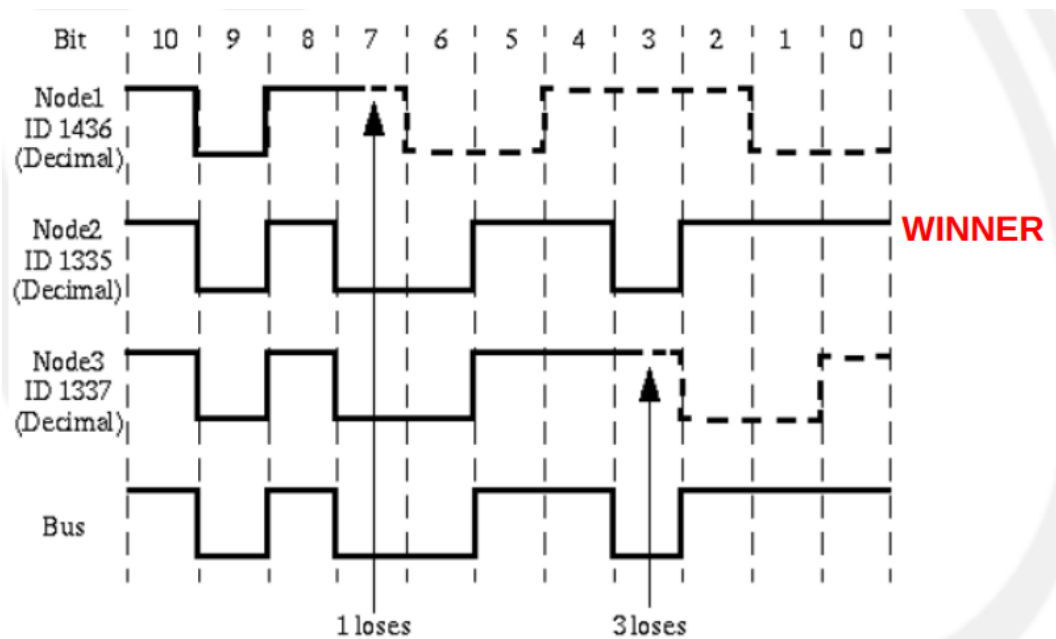 Bit 10 9 8 7 6 5 4 3 2 1 0
Node1
ID 1436
(Decimal)
Node2
ID 1335
(Decimal)
WINNER
Node3
ID 1337
(Decimal)
Bus
1 loses 3 loses